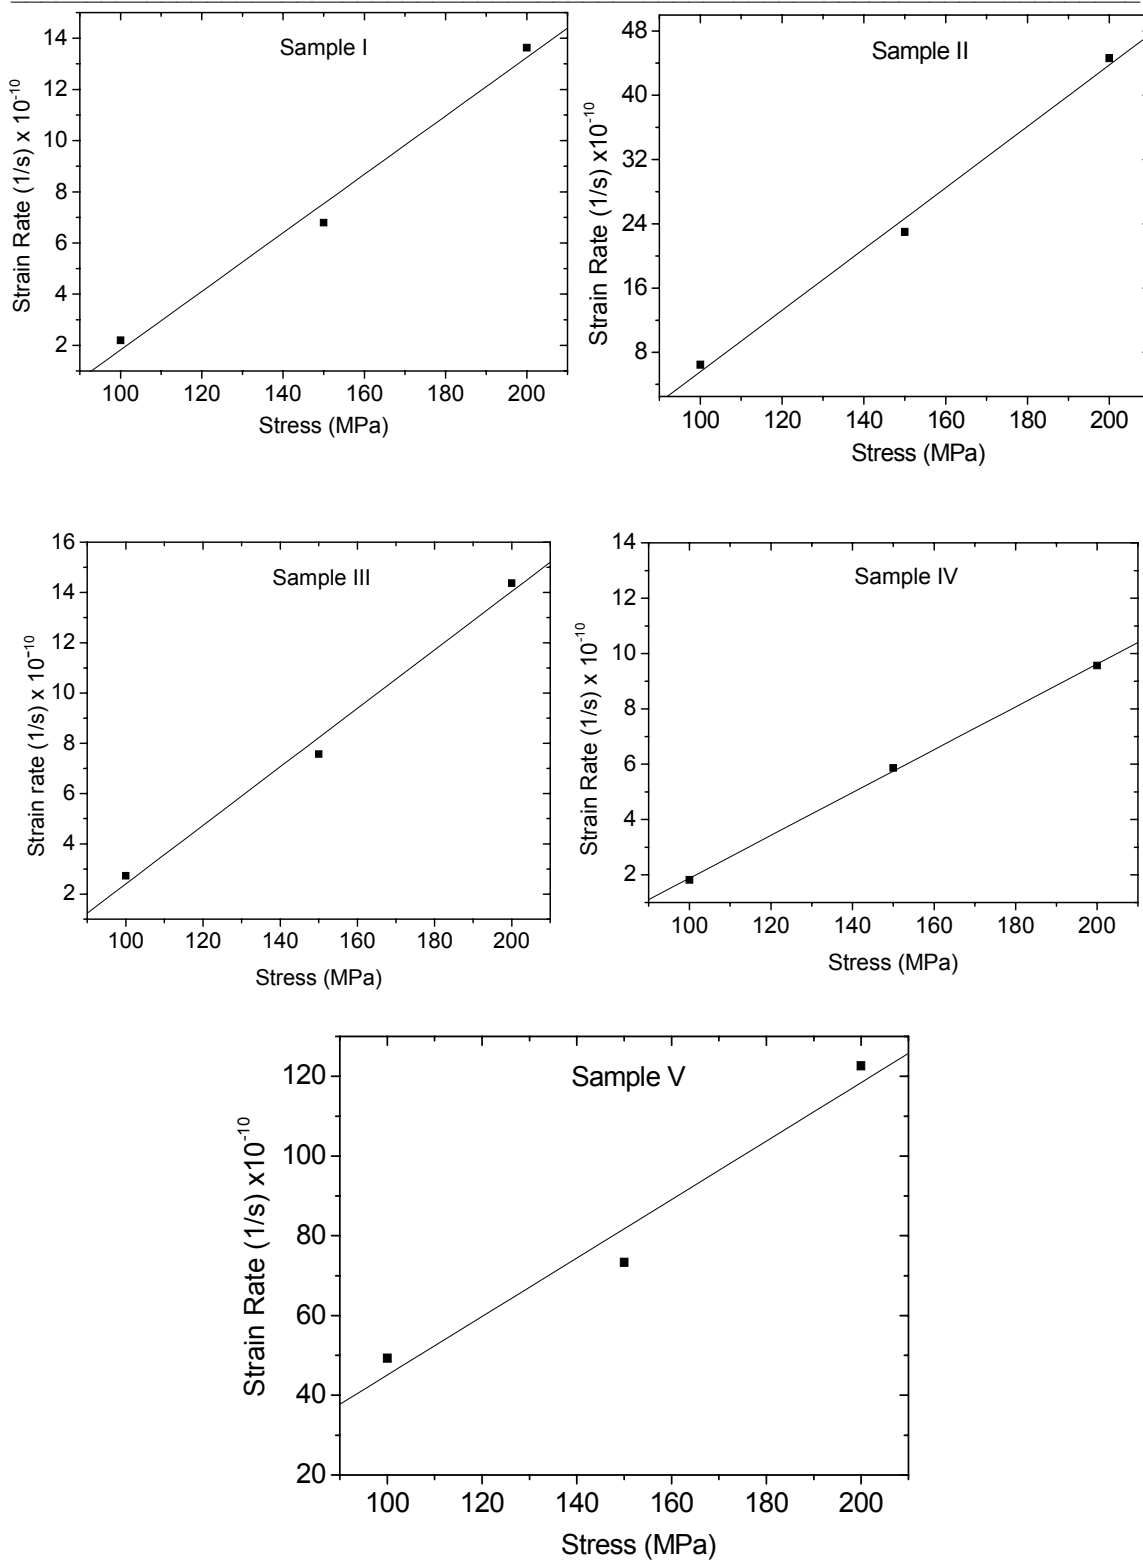 Sample I
14
12
10
8
6
4
2
Strain Rate (1/s) x 10-10
100 120 140 160 180 200
Stress (MPa)
Sample II
48
40
32
24
16
8
Strain Rate (1/s) x10-10
100 120 140 160 180 200
Stress (MPa)
Sample III
16
14
12
10
8
6
4
2
Strain rate (1/s) x 10-10
100 120 140 160 180 200
Stress (MPa)
Sample IV
14
12
10
8
6
4
2
Strain Rate (1/s) x 10-10
100 120 140 160 180 200
Stress (MPa)
Sample V
120
100
80
60
40
20
Strain Rate (1/s) x10-10
100 120 140 160 180 200
Stress (MPa)